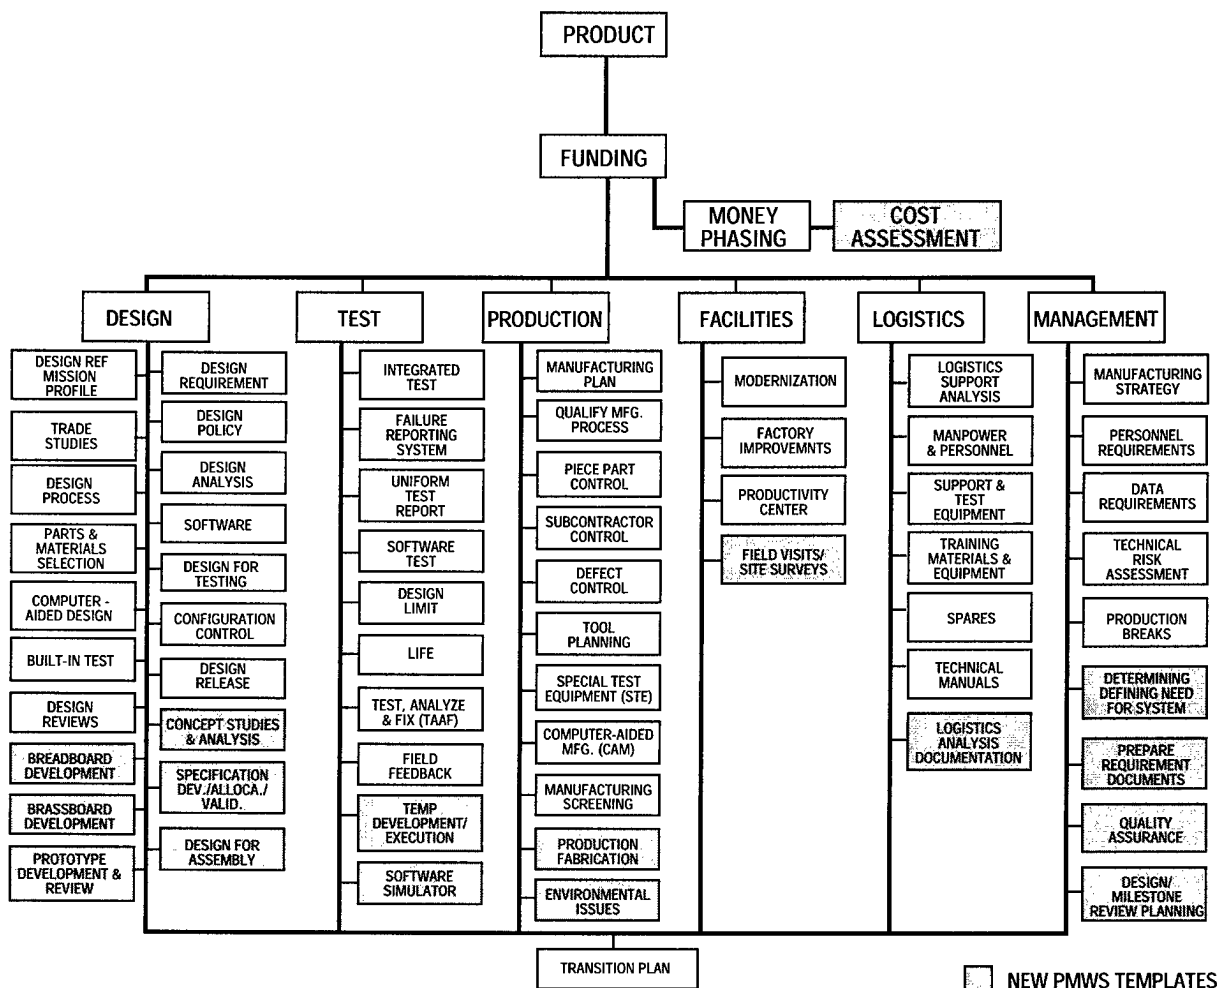 PRODUCT
FUNDING
MONEY
PHASING
COST
ASSESSMENT
DESIGN
TEST
PRODUCTION
FACILITIES
LOGISTICS
MANAGEMENT
DESIGN REF
MISSION
PROFILE
TRADE
STUDIES
DESIGN
PROCESS
PARTS &
MATERIALS
SELECTION
COMPUTER -
AIDED DESIGN
BUILT-IN TEST
DESIGN
REVIEWS
BREADBOARD
DEVELOPMENT
BRASSBOARD
DEVELOPMENT
PROTOTYPE
DEVELOPMENT &
REVIEW
DESIGN
REQUIREMENT
DESIGN
POLICY
DESIGN
ANALYSIS
SOFTWARE
DESIGN FOR
TESTING
CONFIGURATION
CONTROL
DESIGN
RELEASE
CONCEPT STUDIES
& ANALYSIS
SPECIFICATION
DEV./ALLOCA./
VALID.
DESIGN FOR
ASSEMBLY
INTEGRATED
TEST
FAILURE
REPORTING
SYSTEM
UNIFORM
TEST
REPORT
SOFTWARE
TEST
DESIGN
LIMIT
LIFE
TEST, ANALYZE
& FIX (TAAF)
FIELD
FEEDBACK
TEMP
DEVELOPMENT/
EXECUTION
SOFTWARE
SIMULATOR
MANUFACTURING
PLAN
QUALIFY MFG.
PROCESS
PIECE PART
CONTROL
SUBCONTRACTOR
CONTROL
DEFECT
CONTROL
TOOL
PLANNING
SPECIAL TEST
EQUIPMENT (STE)
COMPUTER-AIDED
MFG. (CAM)
MANUFACTURING
SCREENING
PRODUCTION
FABRICATION
ENVIRONMENTAL
ISSUES
MODERNIZATION
FACTORY
IMPROVEMNTS
PRODUCTIVITY
CENTER
FIELD VISITS/
SITE SURVEYS
LOGISTICS
SUPPORT
ANALYSIS
MANPOWER
& PERSONNEL
SUPPORT &
TEST
EQUIPMENT
TRAINING
MATERIALS &
EQUIPMENT
SPARES
TECHNICAL
MANUALS
LOGISTICS
ANALYSIS
DOCUMENTATION
MANUFACTURING
STRATEGY
PERSONNEL
REQUIREMENTS
DATA
REQUIREMENTS
TECHNICAL
RISK
ASSESSMENT
PRODUCTION
BREAKS
DETERMINING
DEFINING NEED
FOR SYSTEM
PREPARE
REQUIREMENT
DOCUMENTS
QUALITY
ASSURANCE
DESIGN/
MILESTONE
REVIEW PLANNING
TRANSITION PLAN
NEW PMWS TEMPLATES